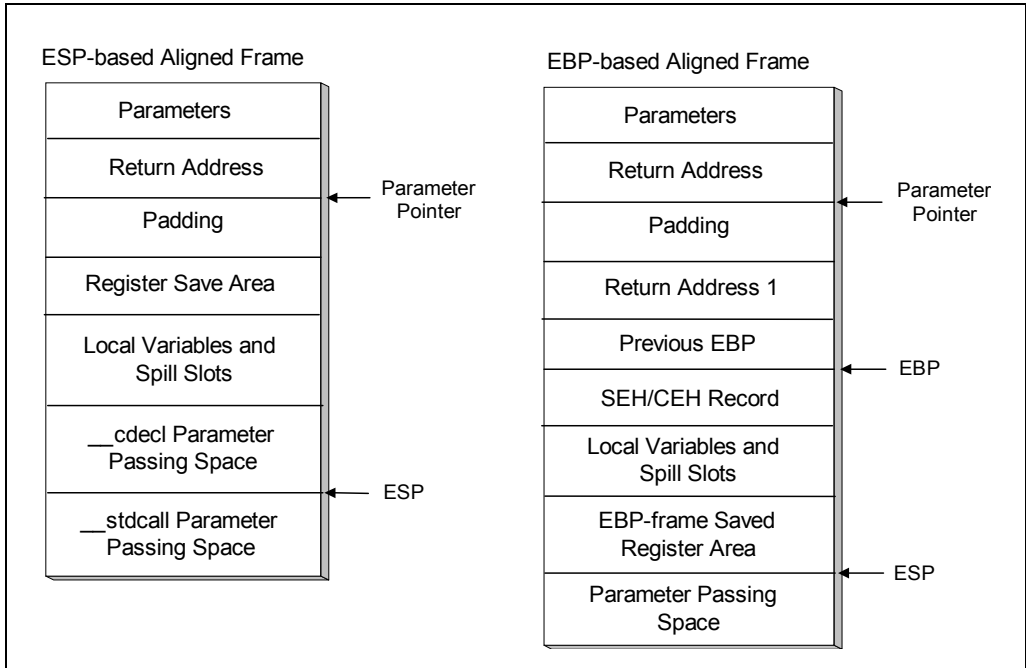 ESP-based Aligned Frame
Parameters
Return Address
Parameter
Pointer
Padding
Register Save Area
Local Variables and
Spill Slots
__cdecl Parameter
Passing Space
ESP
__stdcall Parameter
Passing Space
EBP-based Aligned Frame
Parameters
Return Address
Parameter
Pointer
Padding
Return Address 1
Previous EBP
EBP
SEH/CEH Record
Local Variables and
Spill Slots
EBP-frame Saved
Register Area
ESP
Parameter Passing
Space